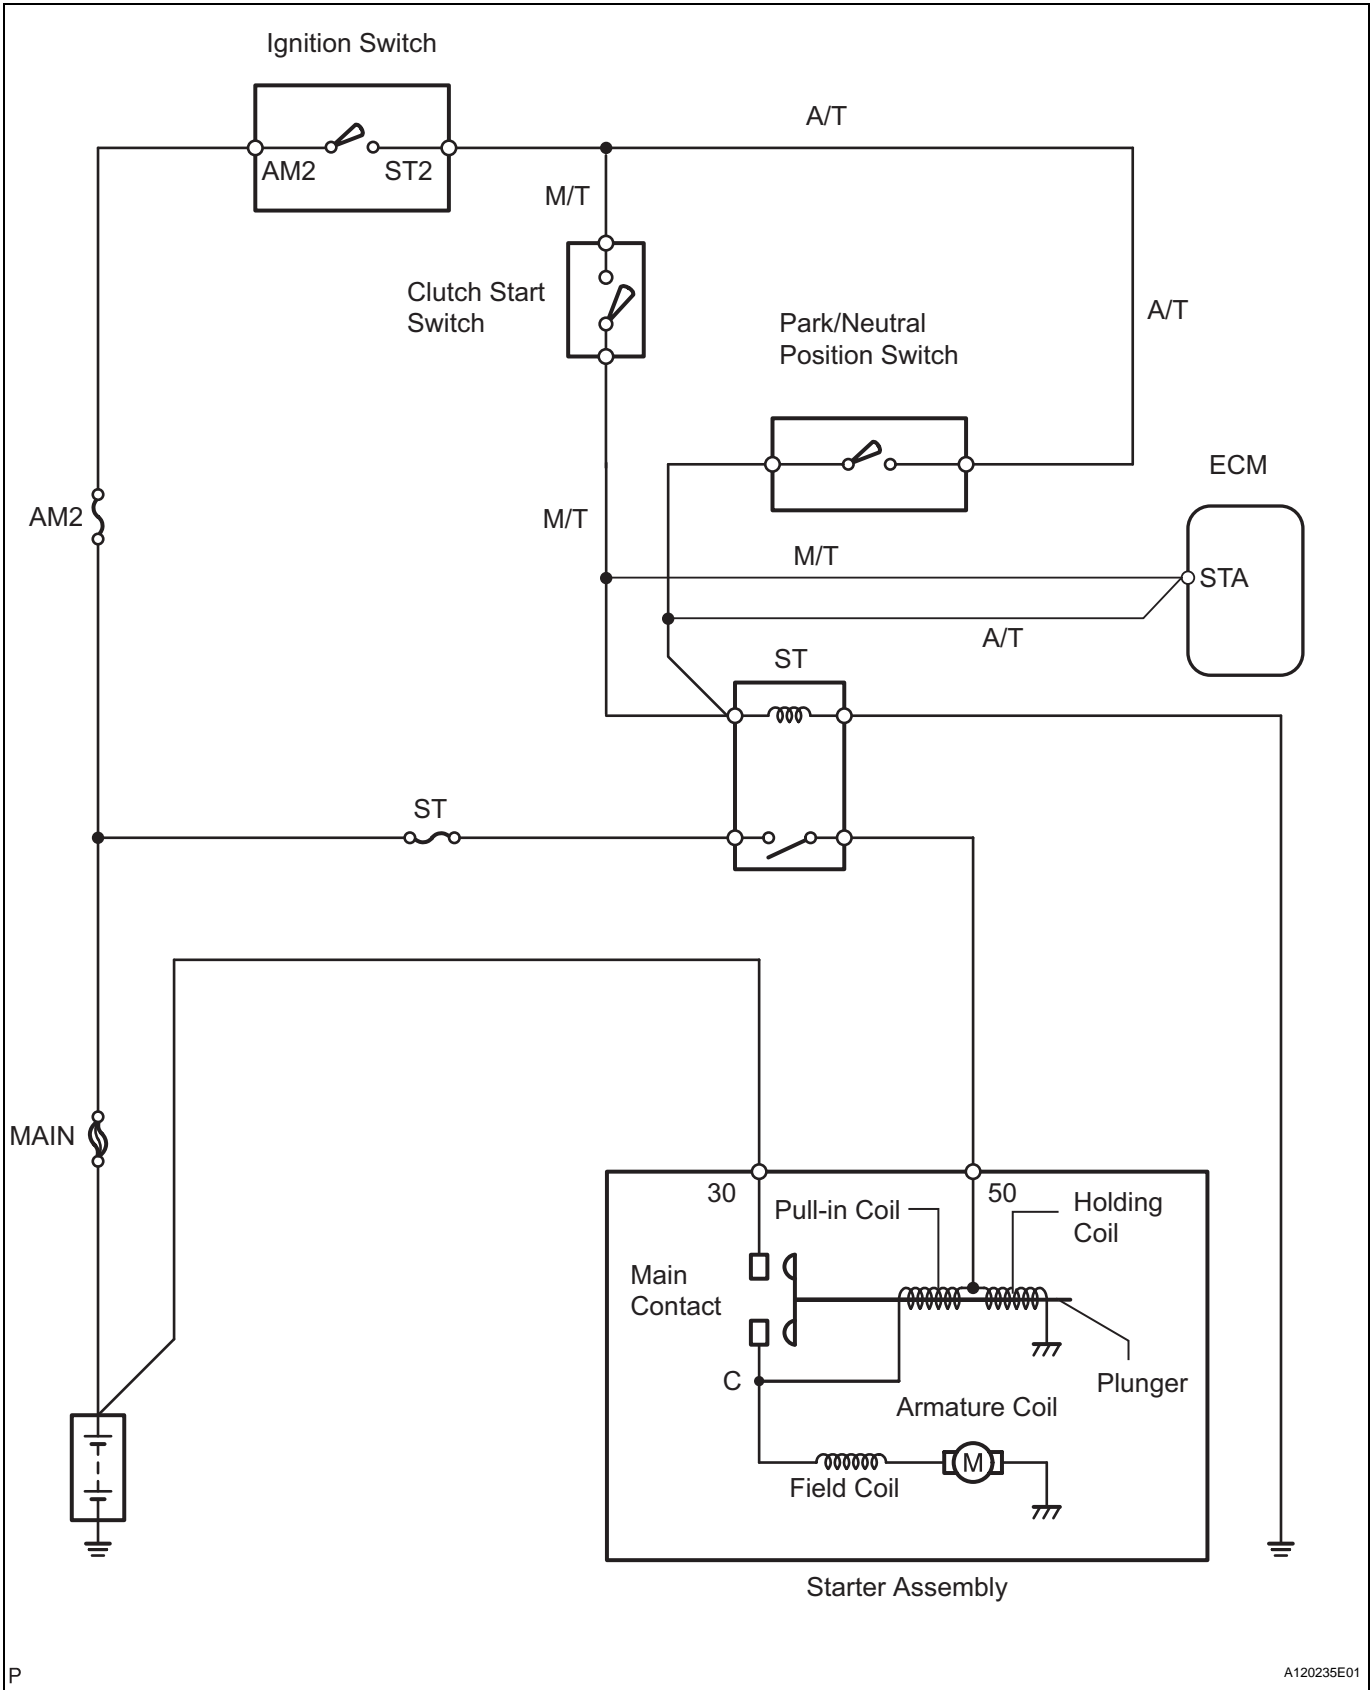 Ignition Switch
A/T
AM2
ST2
M/T
Clutch Start
Switch
A/T
Park/Neutral
Position Switch
ECM
AM2
M/T
M/T
STA
A/T
ST
ST
MAIN
30
50
Pull-in Coil
Holding
Coil
Main
Contact
C
Plunger
Armature Coil
M
Field Coil
Starter Assembly
P
A120235E01